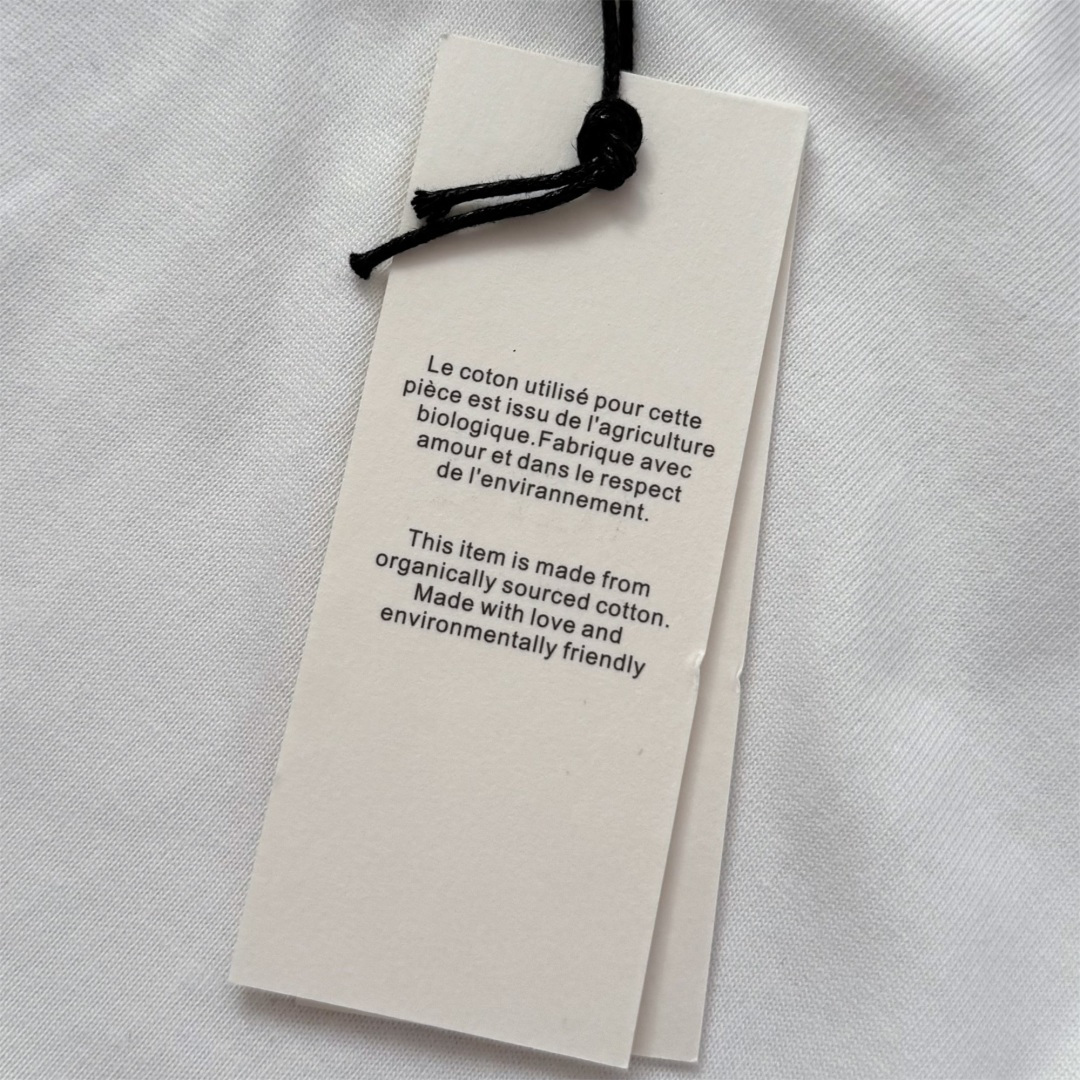 Le coton utilisé pour cette
pièce est issu de l'agriculture
biologique.Fabrique avec
amour et dans le respect
de l'envirannement.
This item is made from
organically sourced cotton.
Made with love and
environmentally friendly